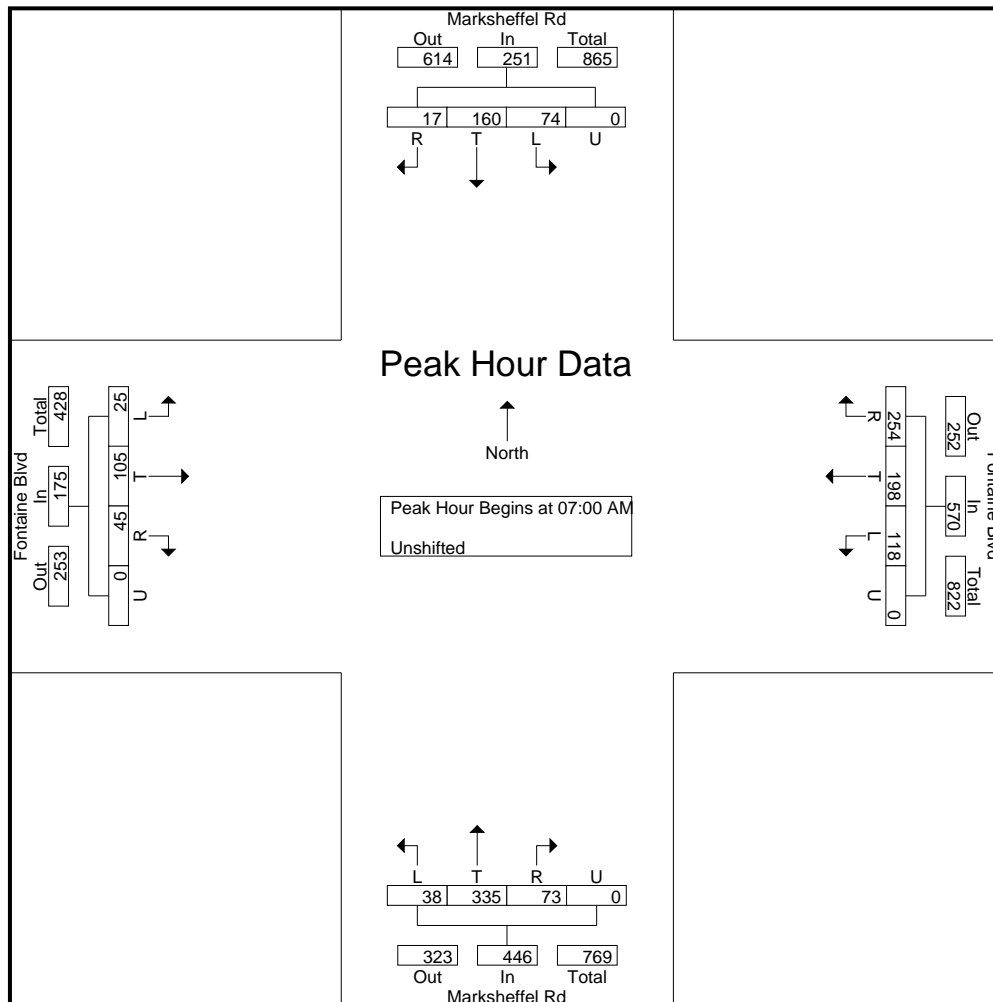 Marksheffel Rd
Out In Total
614 251 865
17 160 74 0
R T L U
Peak Hour Data
North
Peak Hour Begins at 07:00 AM
Unshifted
Fontaine Blvd
Total In Out
428 175 253
25 105 45 0
L T R U
R T L U
254 198 118 0
Out In Total
252 570 822
Fontaine Blvd
L T R U
38 335 73 0
323 446 769
Out In Total
Marksheffel Rd